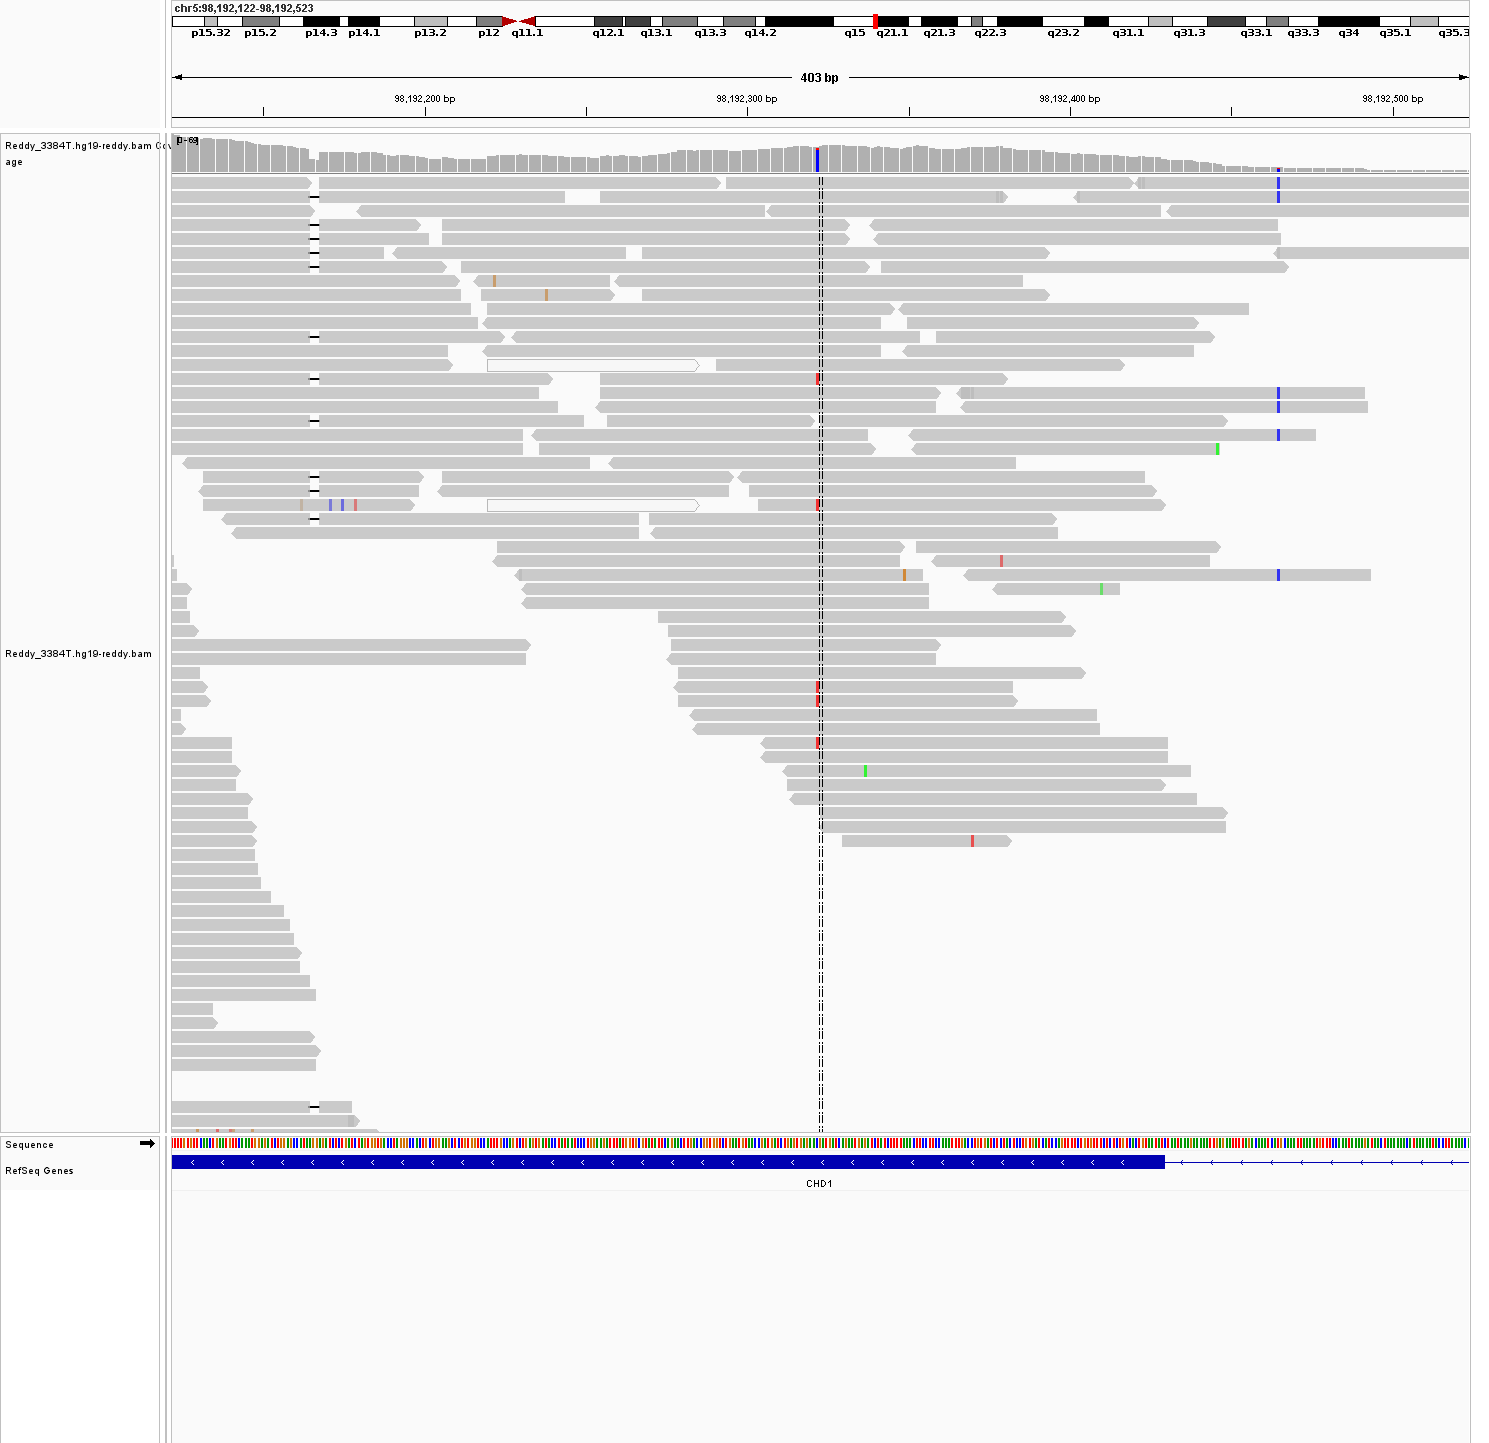 chr5:98,192,122-98,192,523
p15.32 p15.2 p14.3 p14.1 p13.2 p12 q11.1 q12.1 q13.1 q13.3 q14.2 q15 q21.1 q21.3 q22.3 q23.2 q31.1 q31.3 q33.1 q33.3 q34 q35.1 q35.3
403 bp
98,192,200 bp 98,192,300 bp 98,192,400 bp 98,192,500 bp
[0-69]
Reddy_3384T.hg19-reddy.bam Cov
age
Reddy_3384T.hg19-reddy.bam
Sequence
RefSeq Genes
CHD1